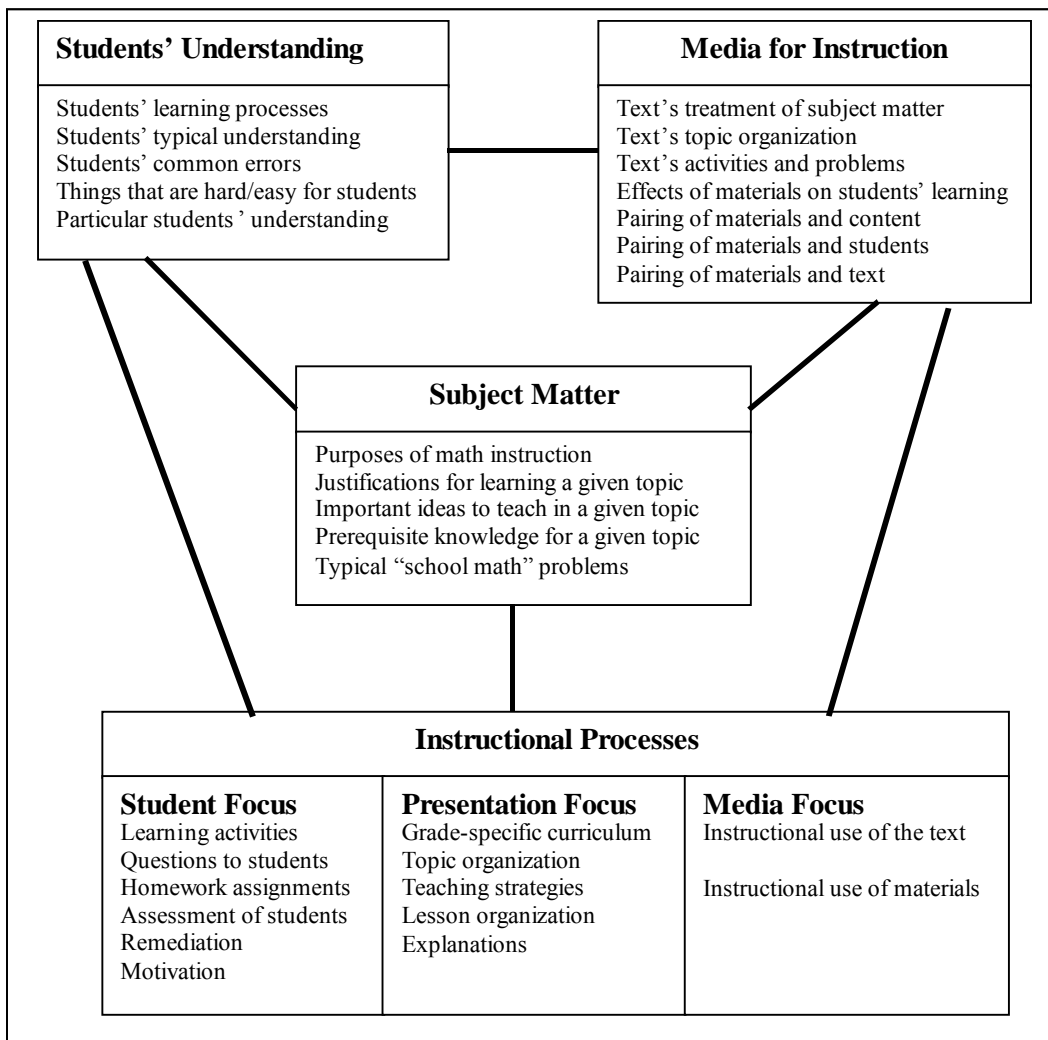 Students’ Understanding
Students’ learning processes
Students’ typical understanding
Students’ common errors
Things that are hard/easy for students
Particular students ’ understanding
Media for Instruction
Text’s treatment of subject matter
Text’s topic organization
Text’s activities and problems
Effects of materials on students’ learning
Pairing of materials and content
Pairing of materials and students
Pairing of materials and text
Subject Matter
Purposes of math instruction
Justifications for learning a given topic
Important ideas to teach in a given topic
Prerequisite knowledge for a given topic
Typical “school math” problems
Instructional Processes
Student Focus
Learning activities
Questions to students
Homework assignments
Assessment of students
Remediation
Motivation
Presentation Focus
Grade-specific curriculum
Topic organization
Teaching strategies
Lesson organization
Explanations
Media Focus
Instructional use of the text
Instructional use of materials